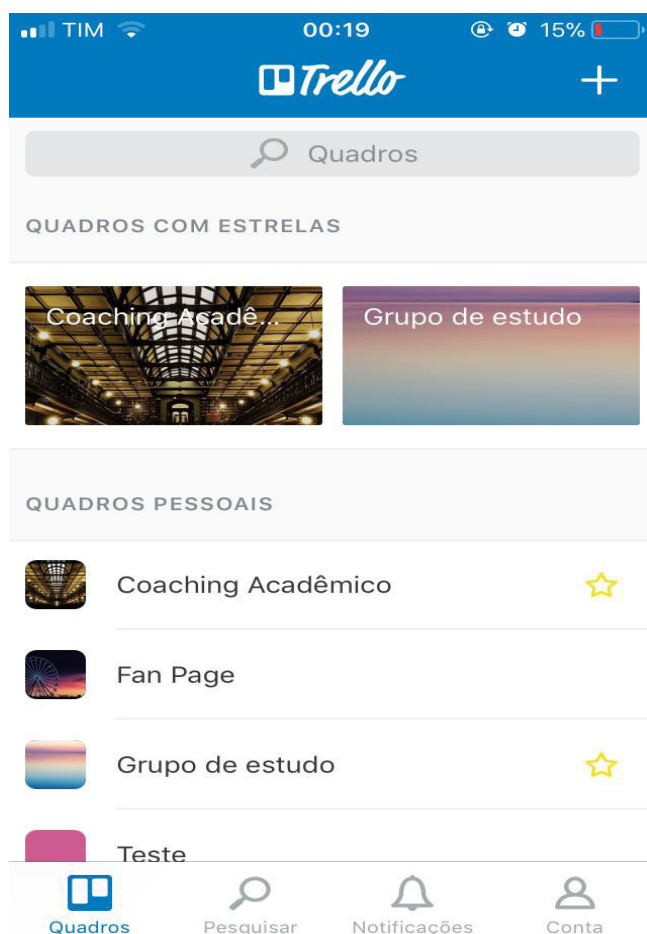 TIM 00:19 15%
Trello
Quadros
QUADROS COM ESTRELAS
Coaching Acadê... Grupo de estudo
QUADROS PESSOAIS
Coaching Acadêmico
Fan Page
Grupo de estudo
Teste
Quadros Pesquisar Notificações Conta